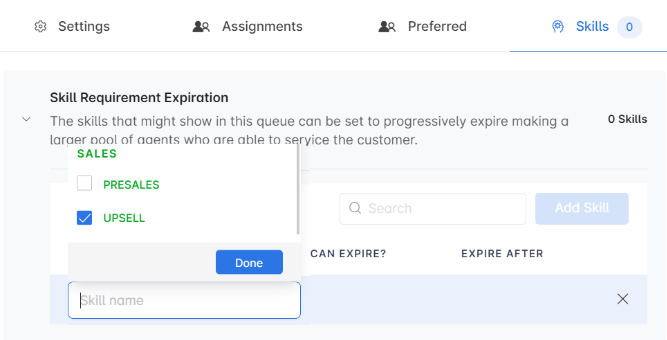 Settings
Assignments
Preferred
Skills 0
Skill Requirement Expiration
The skills that might show in this queue can be set to progressively expire making a
larger pool of agents who are able to service the customer.
0 Skills
SALES
PRESALES
UPSELL
Done
Search
Add Skill
CAN EXPIRE?
EXPIRE AFTER
Skill name